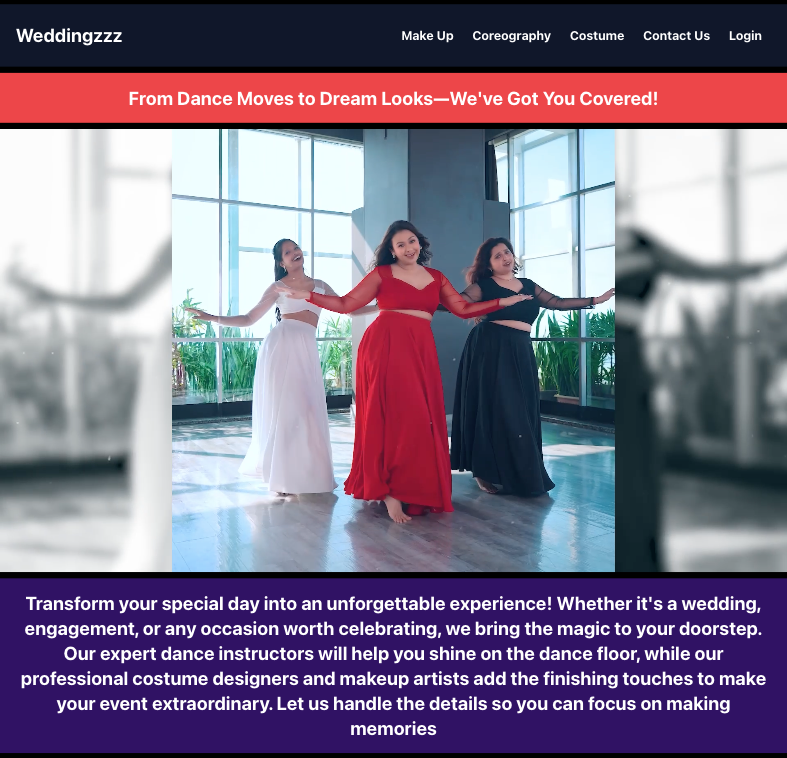 Weddingzzz
Make Up Coreography Costume Contact Us Login
From Dance Moves to Dream Looks—We've Got You Covered!
Transform your special day into an unforgettable experience! Whether it's a wedding,
engagement, or any occasion worth celebrating, we bring the magic to your doorstep.
Our expert dance instructors will help you shine on the dance floor, while our
professional costume designers and makeup artists add the finishing touches to make
your event extraordinary. Let us handle the details so you can focus on making
memories